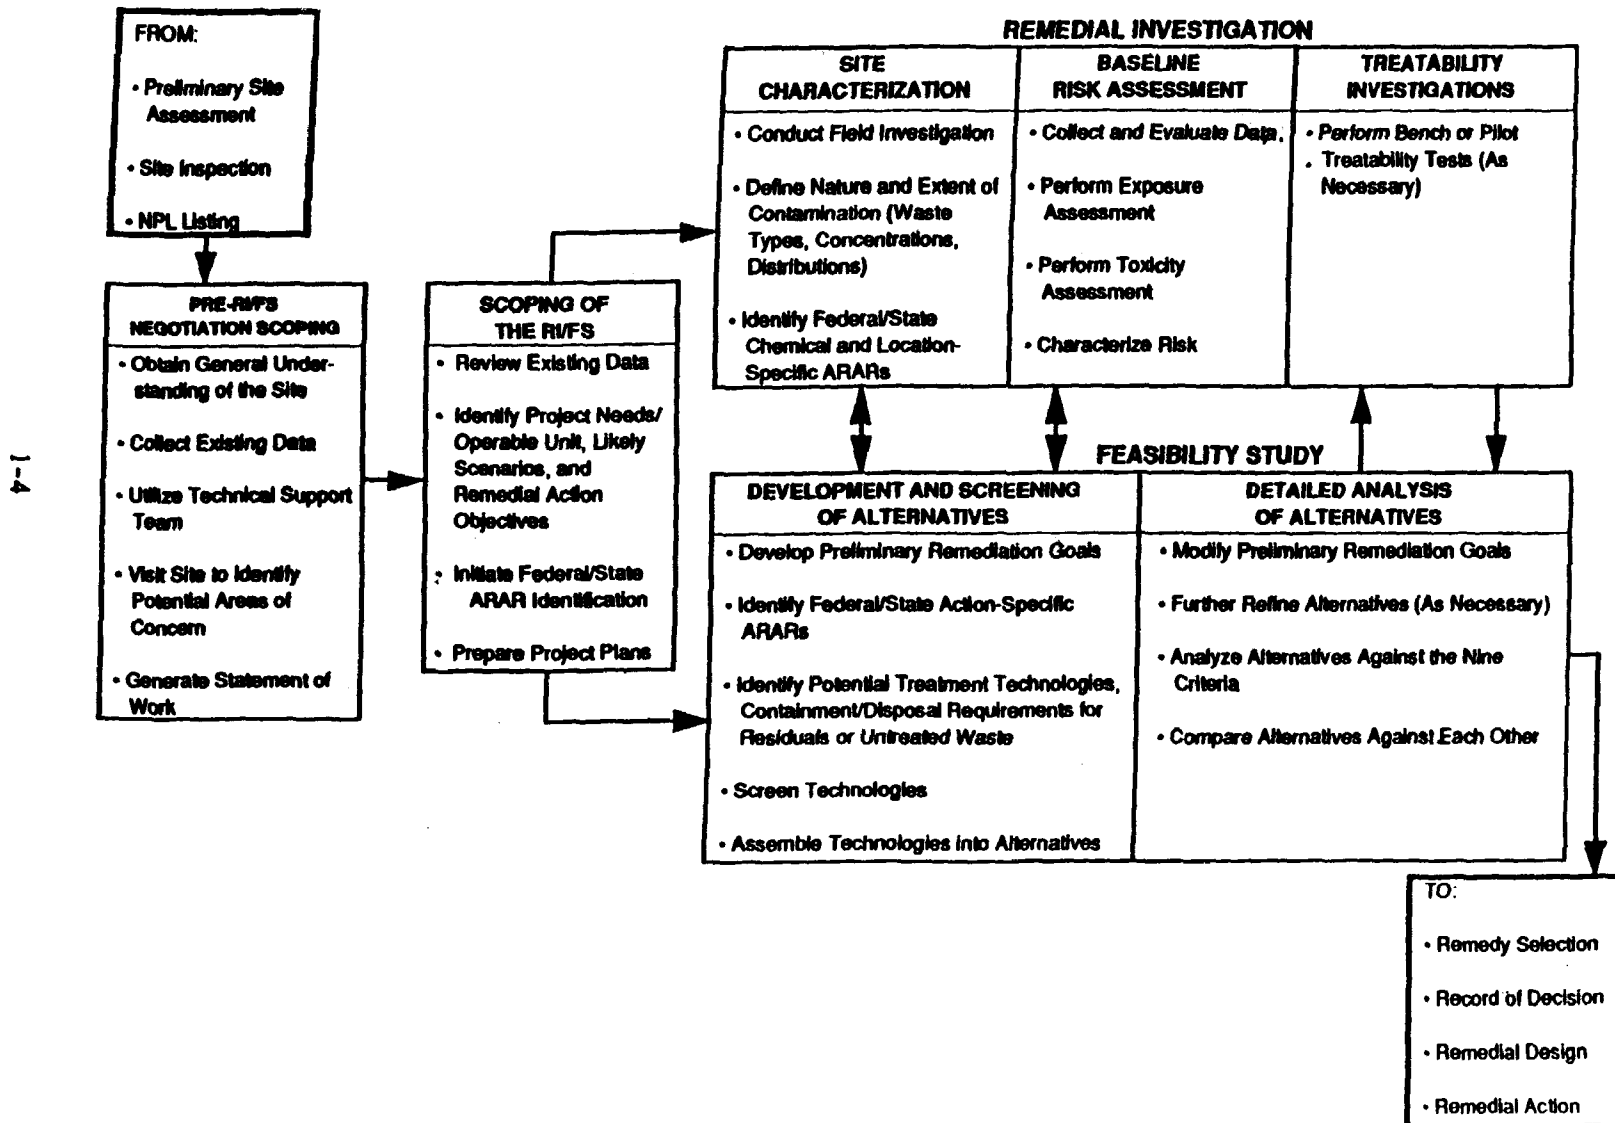 FROM:
• Preliminary Site
Assessment
• Site Inspection
• NPL Listing
PRE-RI/FS
NEGOTIATION SCOPING
• Obtain General Under-
standing of the Site
• Collect Existing Data
• Utilize Technical Support
Team
• Visit Site to Identify
Potential Areas of
Concern
• Generate Statement of
Work
SCOPING OF
THE RI/FS
• Review Existing Data
• Identify Project Needs/
Operable Unit, Likely
Scenarios, and
Remedial Action
Objectives
• Initiate Federal/State
ARAR Identification
• Prepare Project Plans
REMEDIAL INVESTIGATION
SITE
CHARACTERIZATION
• Conduct Field Investigation
• Define Nature and Extent of
Contamination (Waste
Types, Concentrations,
Distributions)
• Identify Federal/State
Chemical and Location-
Specific ARARs
BASELINE
RISK ASSESSMENT
• Collect and Evaluate Data
• Perform Exposure
Assessment
• Perform Toxicity
Assessment
• Characterize Risk
TREATABILITY
INVESTIGATIONS
• Perform Bench or Pilot
Treatability Tests (As
Necessary)
FEASIBILITY STUDY
DEVELOPMENT AND SCREENING
OF ALTERNATIVES
• Develop Preliminary Remediation Goals
• Identify Federal/State Action-Specific
ARARs
• Identify Potential Treatment Technologies,
Containment/Disposal Requirements for
Residuals or Untreated Waste
• Screen Technologies
• Assemble Technologies into Alternatives
DETAILED ANALYSIS
OF ALTERNATIVES
• Modify Preliminary Remediation Goals
• Further Refine Alternatives (As Necessary)
• Analyze Alternatives Against the Nine
Criteria
• Compare Alternatives Against Each Other
TO:
• Remedy Selection
• Record of Decision
• Remedial Design
• Remedial Action
1-4